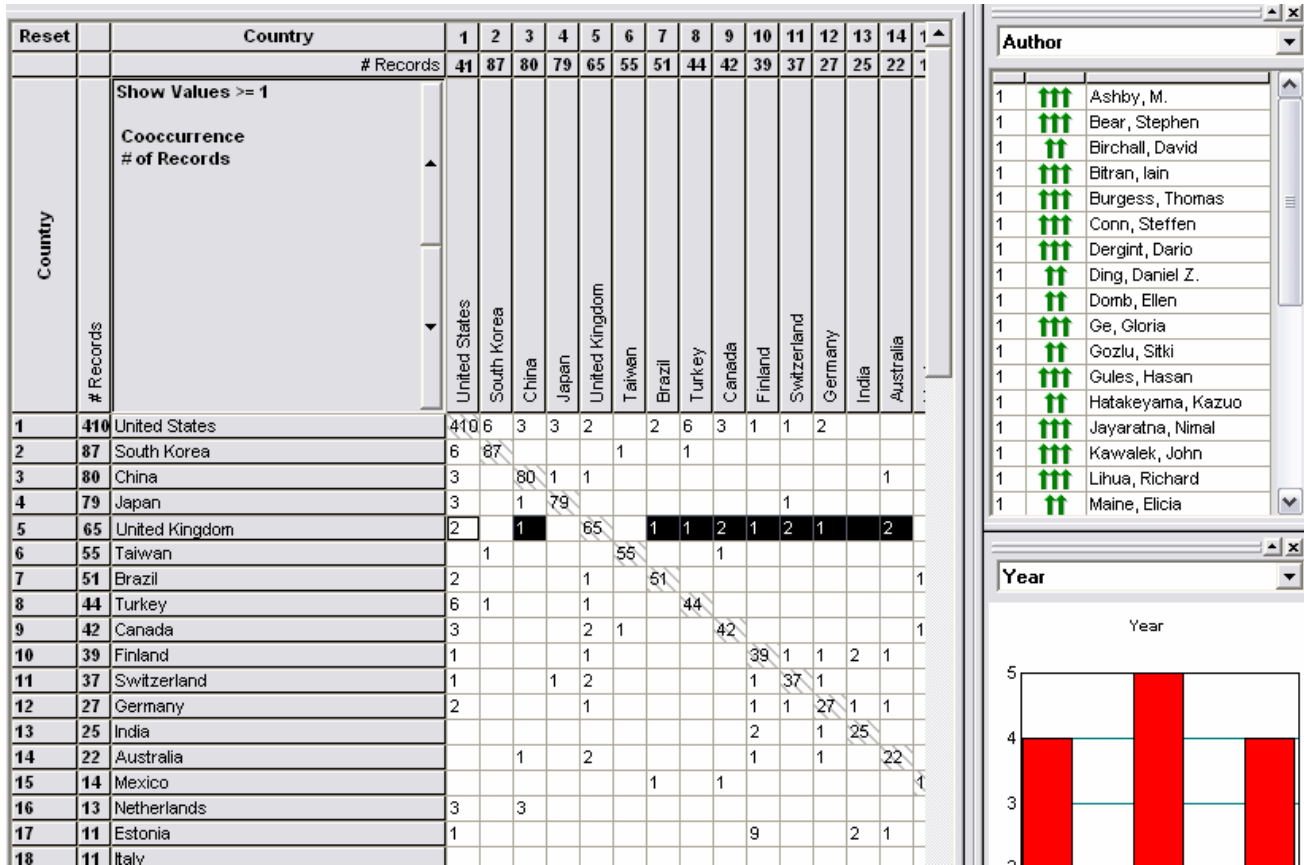 Reset Country 1 2 3 4 5 6 7 8 9 10 11 12 13 14
# Records 41 87 80 79 65 55 51 44 42 39 37 27 25 22
Show Values >= 1
Cooccurrence
# of Records
Country
# Records
United States
South Korea
China
Japan
United Kingdom
Taiwan
Brazil
Turkey
Canada
Finland
Switzerland
Germany
India
Australia
1 410 United States 410 6 3 3 2 2 6 3 1 1 2
2 87 South Korea 6 87 1 1
3 80 China 3 80 1 1 1
4 79 Japan 3 1 79 1
5 65 United Kingdom 2 1 65 1 1 2 1 2 1 2
6 55 Taiwan 1 55 1
7 51 Brazil 2 1 51 1
8 44 Turkey 6 1 1 44
9 42 Canada 3 2 1 42 1
10 39 Finland 1 1 39 1 1 2 1
11 37 Switzerland 1 1 2 1 37 1
12 27 Germany 2 1 1 1 27 1 1
13 25 India 2 1 25
14 22 Australia 1 2 1 1 22
15 14 Mexico 1 1 1
16 13 Netherlands 3 3
17 11 Estonia 1 9 2 1
18 11 Italy
Author
1 Ashby, M.
1 Bear, Stephen
1 Birchall, David
1 Bitran, Iain
1 Burgess, Thomas
1 Conn, Steffen
1 Dergint, Dario
1 Ding, Daniel Z.
1 Domb, Ellen
1 Ge, Gloria
1 Gozlu, Sitki
1 Gules, Hasan
1 Hatakeyama, Kazuo
1 Jayaratna, Nimal
1 Kawalek, John
1 Lihua, Richard
1 Maine, Elicia
Year
Year
5
4
3